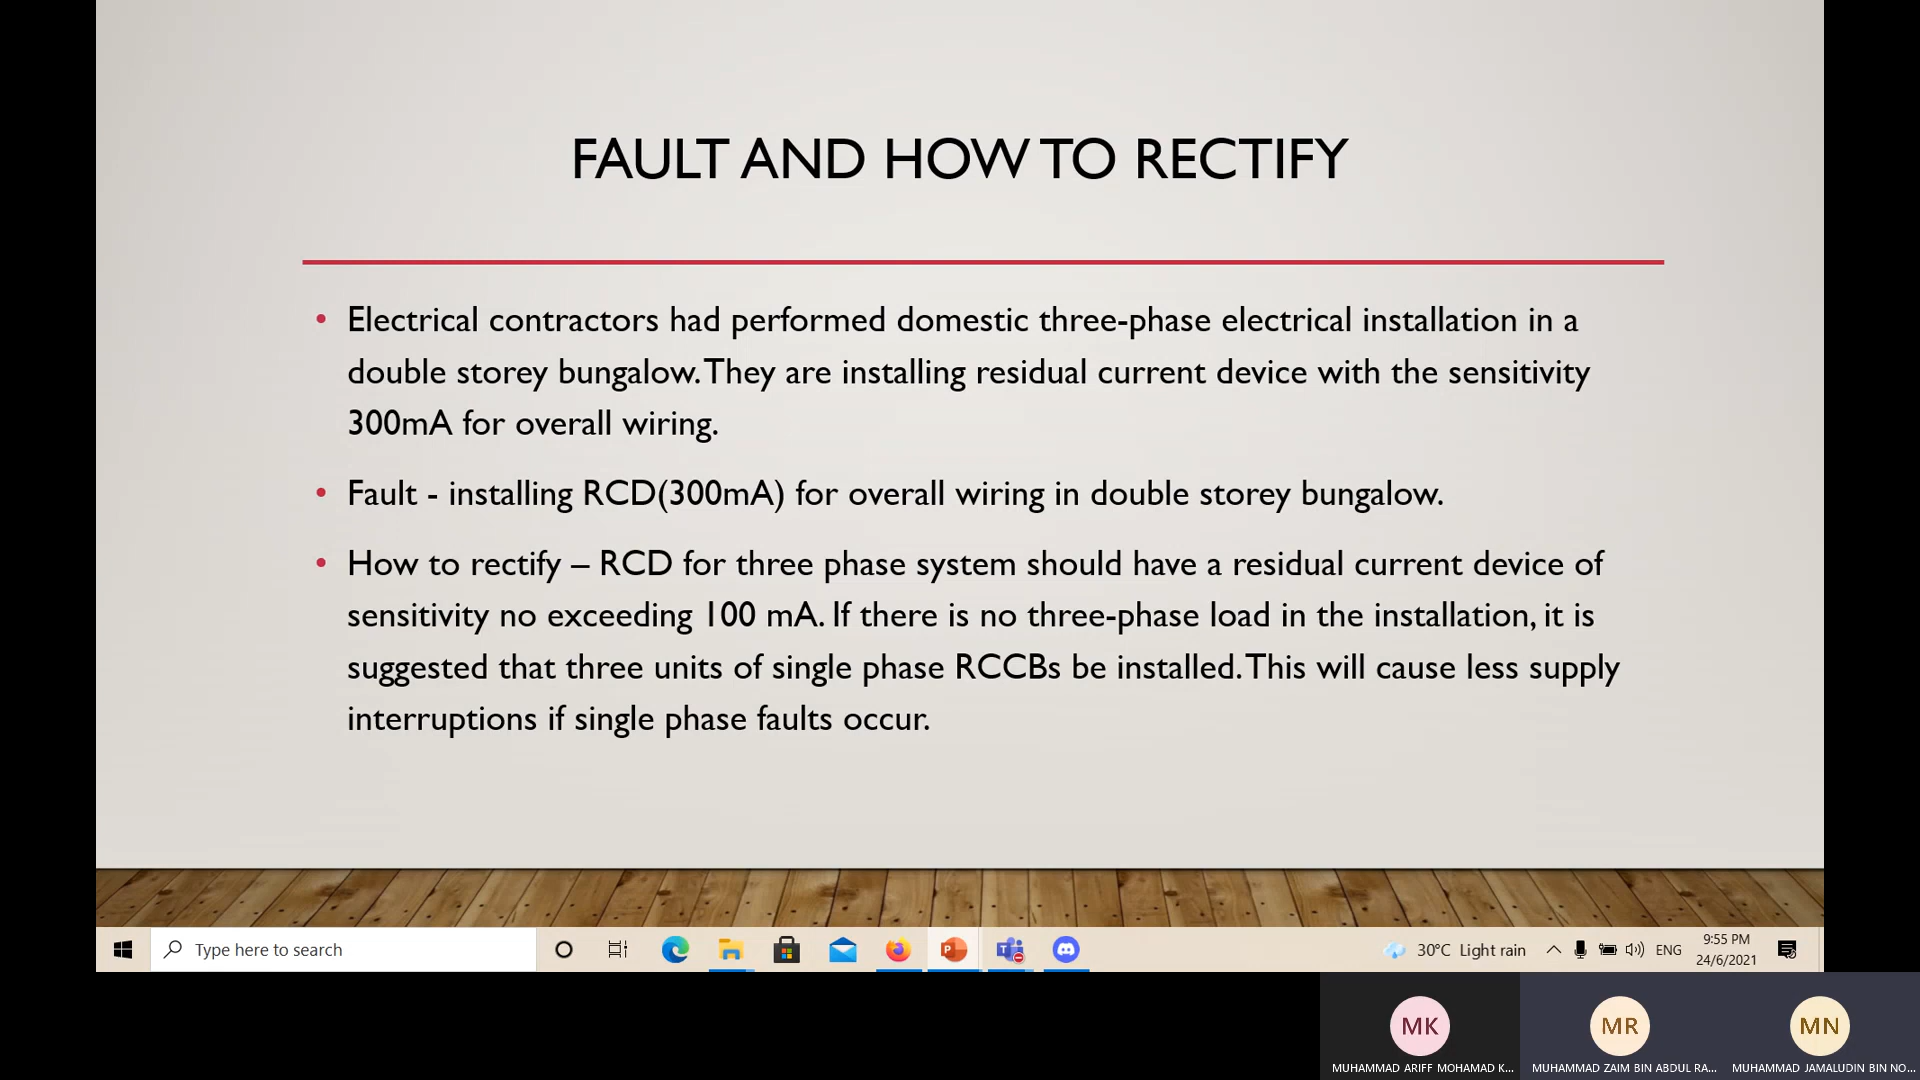 FAULT AND HOW TO RECTIFY
• Electrical contractors had performed domestic three-phase electrical installation in a
double storey bungalow. They are installing residual current device with the sensitivity
300mA for overall wiring.
• Fault - installing RCD(300mA) for overall wiring in double storey bungalow.
• How to rectify – RCD for three phase system should have a residual current device of
sensitivity no exceeding 100 mA. If there is no three-phase load in the installation, it is
suggested that three units of single phase RCCBs be installed. This will cause less supply
interruptions if single phase faults occur.
Type here to search
30°C Light rain
ENG
9:55 PM
24/6/2021
MK
MR
MN
MUHAMMAD ARIFF MOHAMAD K...
MUHAMMAD ZAIM BIN ABDUL RA...
MUHAMMAD JAMALUDIN BIN NO...